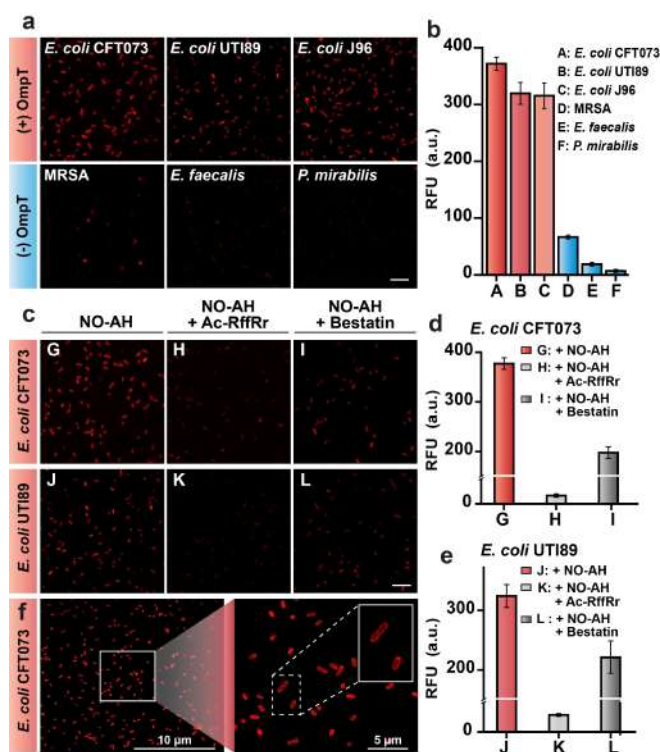 a
(+) OmpT
E. coli CFT073
E. coli UTI89
E. coli J96
(-) OmpT
MRSA
E. faecalis
P. mirabilis
b
RFU (a.u.)
400
300
200
100
0
A B C D E F
A: E. coli CFT073
B: E. coli UTI89
C: E. coli J96
D: MRSA
E: E. faecalis
F: P. mirabilis
c
NO-AH
NO-AH
+ Ac-RffRr
NO-AH
+ Bestatin
E. coli CFT073
G
H
I
E. coli UTI89
J
K
L
d
E. coli CFT073
RFU (a.u.)
400
200
0
G H I
G: + NO-AH
H: + NO-AH
+ Ac-RffRr
I: + NO-AH
+ Bestatin
e
E. coli UTI89
RFU (a.u.)
300
200
0
J K L
J: + NO-AH
K: + NO-AH
+ Ac-RffRr
L: + NO-AH
+ Bestatin
f
E. coli CFT073
10 µm
5 µm